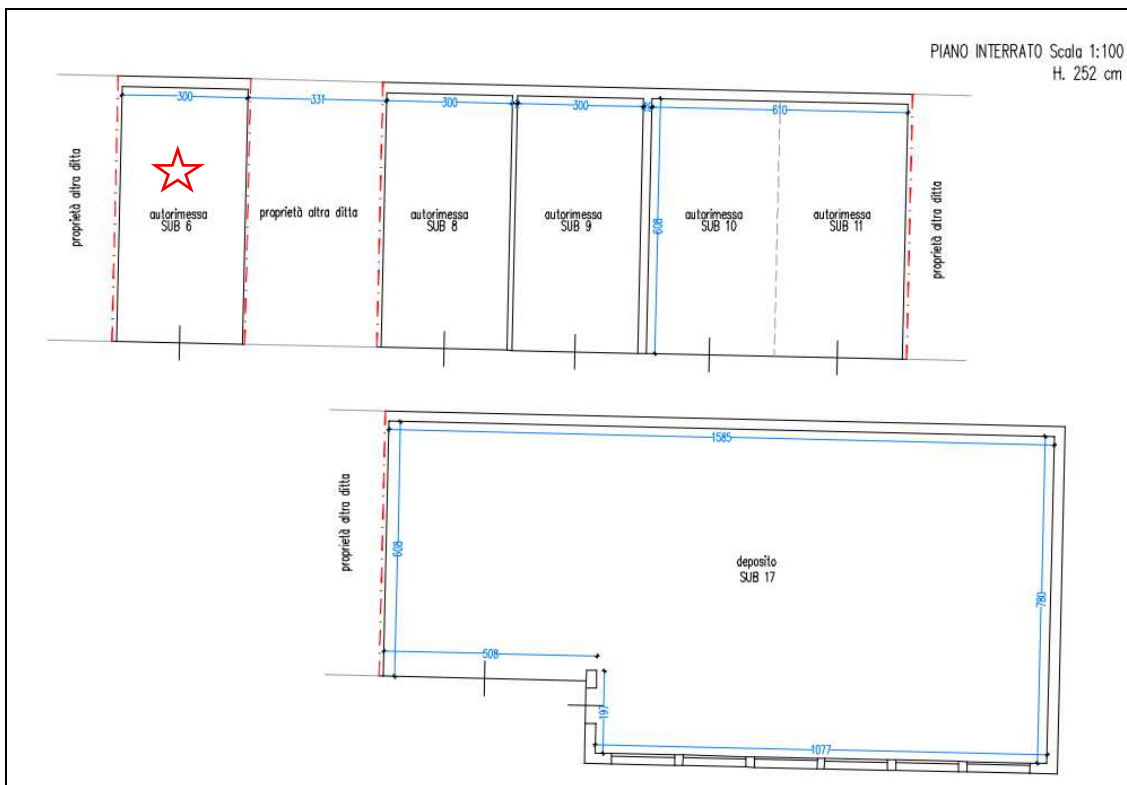 PIANO INTERRATO Scala 1:100
H. 252 cm
300
331
300
300
610
proprietà altra ditta
autorimessa
SUB 6
proprietà altra ditta
autorimessa
SUB 8
autorimessa
SUB 9
608
autorimessa
SUB 10
autorimessa
SUB 11
proprietà altra ditta
1585
proprietà altra ditta
608
deposito
SUB 17
780
508
197
1077